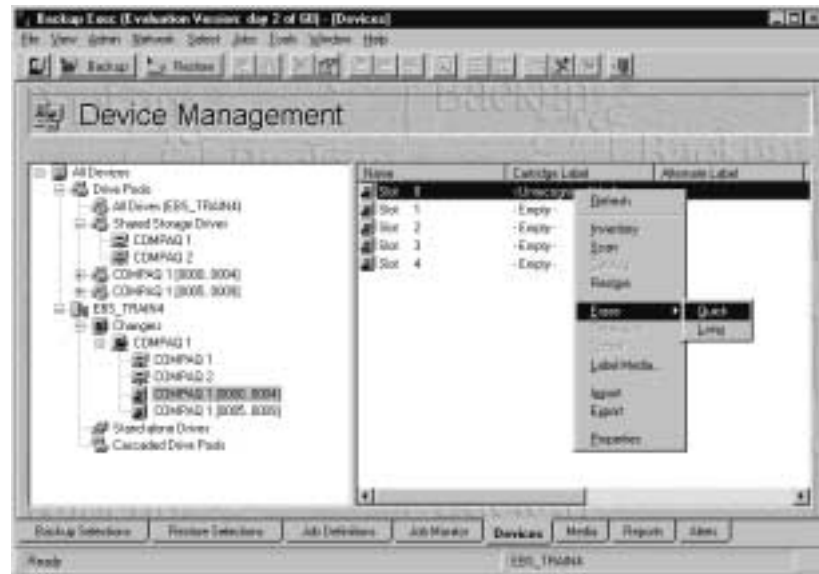 Backup Exec (Evaluation Version: day 2 of 60) - [Devices]
File View Admin Network Select Jobs Tools Window Help
Backup Restore
Device Management
All Devices
Drive Pools
All Drives (EBS_TRAIN4)
Shared Storage Drives
COMPAQ 1
COMPAQ 2
COMPAQ 1 [0000, 0004]
COMPAQ 1 [0005, 0009]
EBS_TRAIN4
Changers
COMPAQ 1
COMPAQ 1
COMPAQ 2
COMPAQ 1 [0000, 0004]
COMPAQ 1 [0005, 0009]
Stand-alone Drives
Cascaded Drive Pools
Name Cartridge Label Alternate Label
Slot 0
Slot 1 - Empty -
Slot 2 - Empty -
Slot 3 - Empty -
Slot 4 - Empty -
Refresh
Inventory
Scan
Erase
Quick
Long
Label Media...
Import
Export
Properties
Backup Selections Restore Selections Job Definitions Job Monitor Devices Media Reports Alerts
Ready EBS_TRAIN4